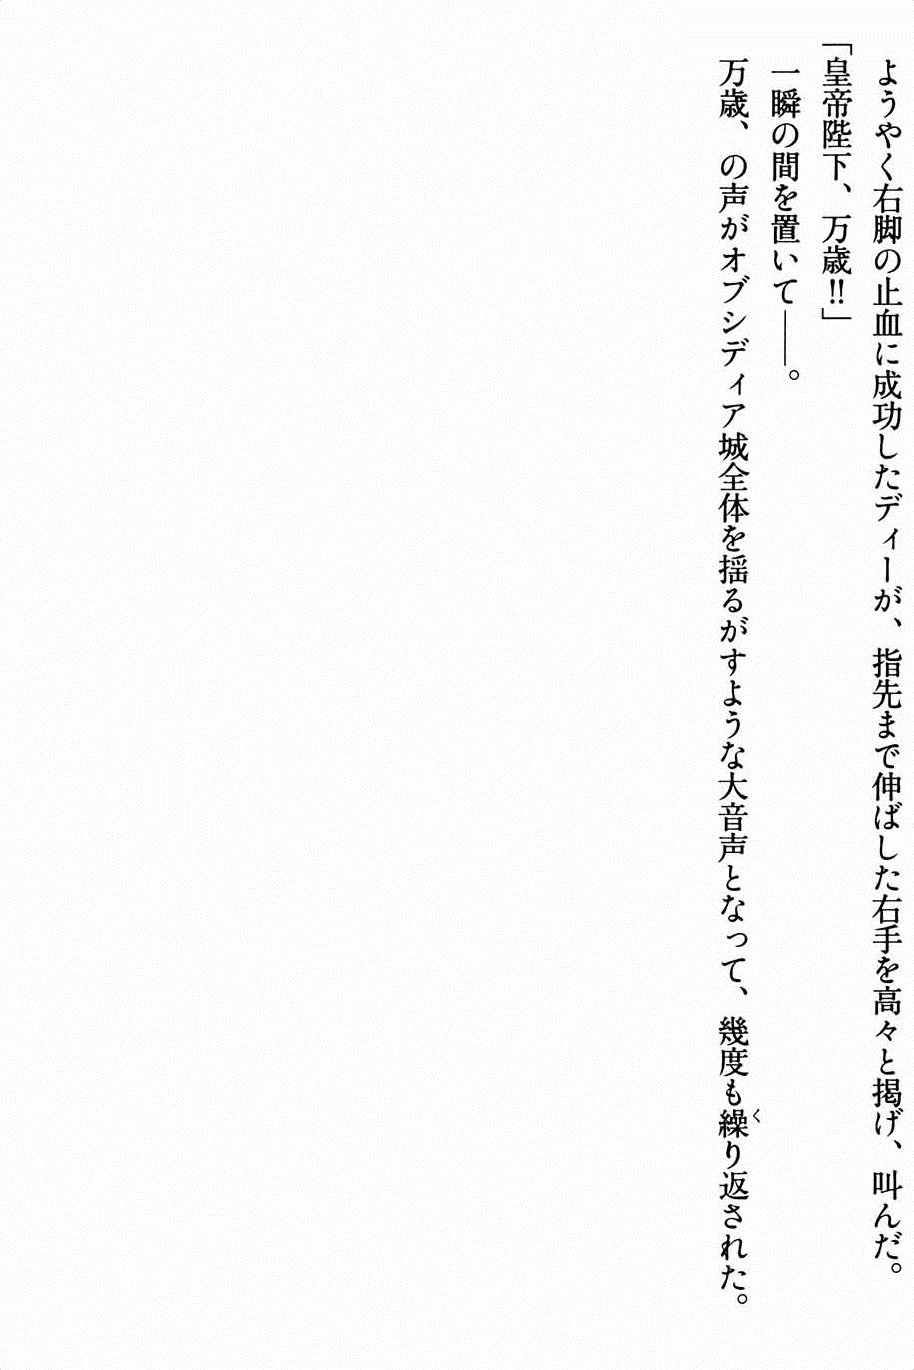 ようやく右脚の止血に成功したディーが、指先まで伸ばした右手を高々と掲げ、叫んだ。
「皇帝陛下、万歳‼」
一瞬の間を置いて――。
万歳、の声がオブシディア城全体を揺るがすような大音声となって、幾度も繰り返された。